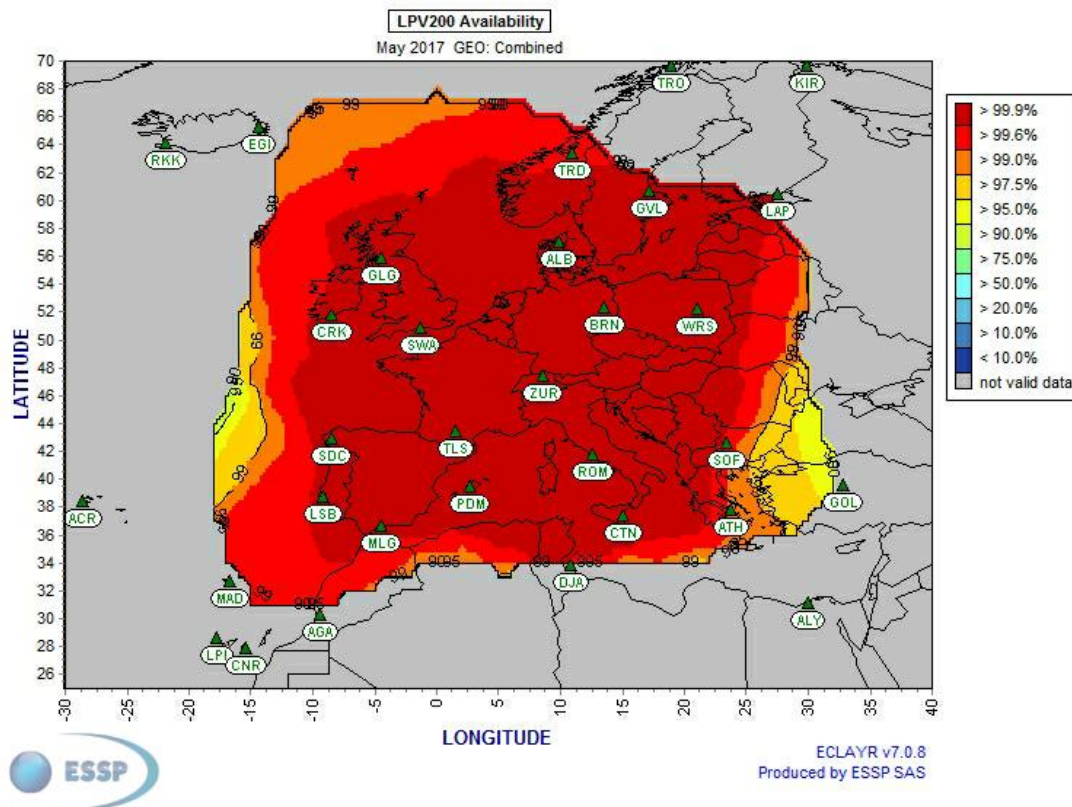 LPV200 Availability
May 2017 GEO: Combined
70
68
66
64
62
60
58
56
54
52
50
48
46
44
42
40
38
36
34
32
30
28
26
LATITUDE
TRO
KIR
EGI
RKK
TRD
GVL
LAP
ALB
GLG
CRK
SWA
BRN
WRS
ZUR
SDC
TLS
ROM
SOF
GOL
ACR
LSB
PDM
MLG
CTN
ATH
DJA
MAD
AGA
ALY
LPI
CNR
-30
-25
-20
-15
-10
-5
0
5
10
15
20
25
30
35
40
LONGITUDE
> 99.9%
> 99.6%
> 99.0%
> 97.5%
> 95.0%
> 90.0%
> 75.0%
> 50.0%
> 20.0%
> 10.0%
< 10.0%
not valid data
ESSP
ECLAYR v7.0.8
Produced by ESSP SAS